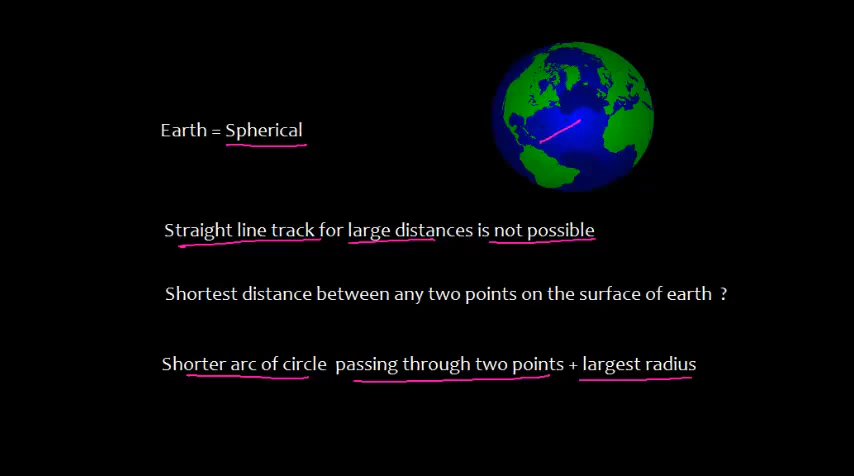 Earth = Spherical
Straight line track for large distances is not possible
Shortest distance between any two points on the surface of earth ?
Shorter arc of circle passing through two points + largest radius